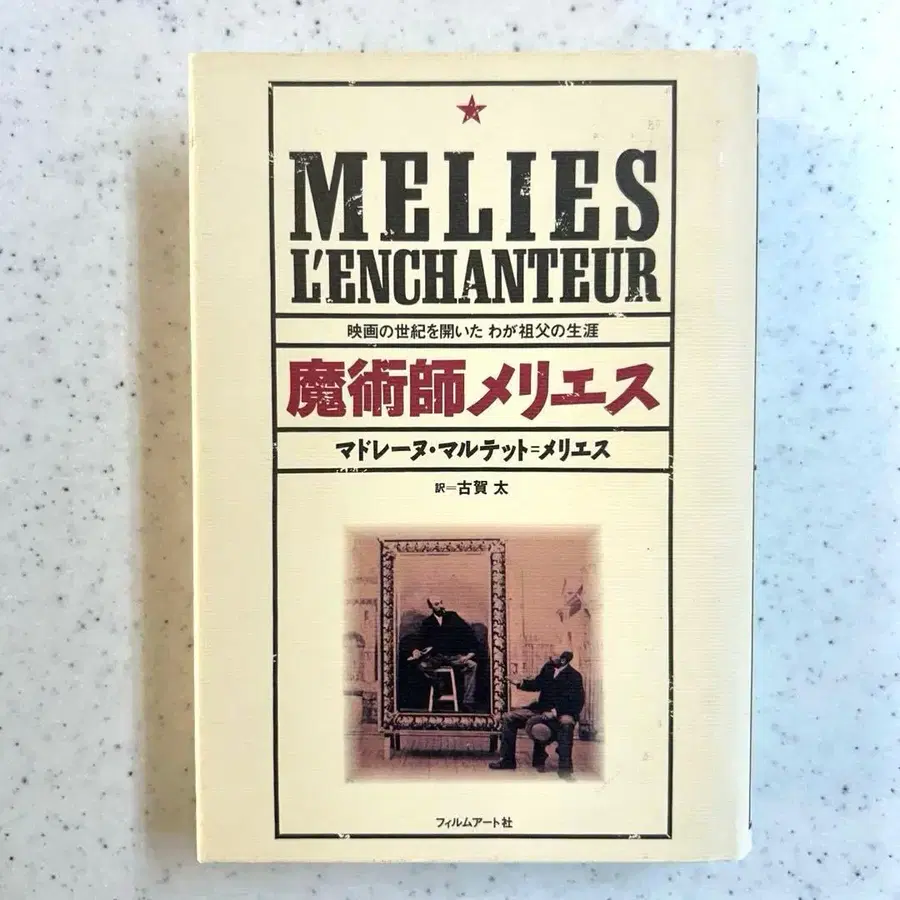 MELIES
L'ENCHANTEUR
映画の世紀を開いた わが祖父の生涯
魔術師メリエス
マドレーヌ・マルテット=メリエス
訳=古賀 太
フィルムアート社